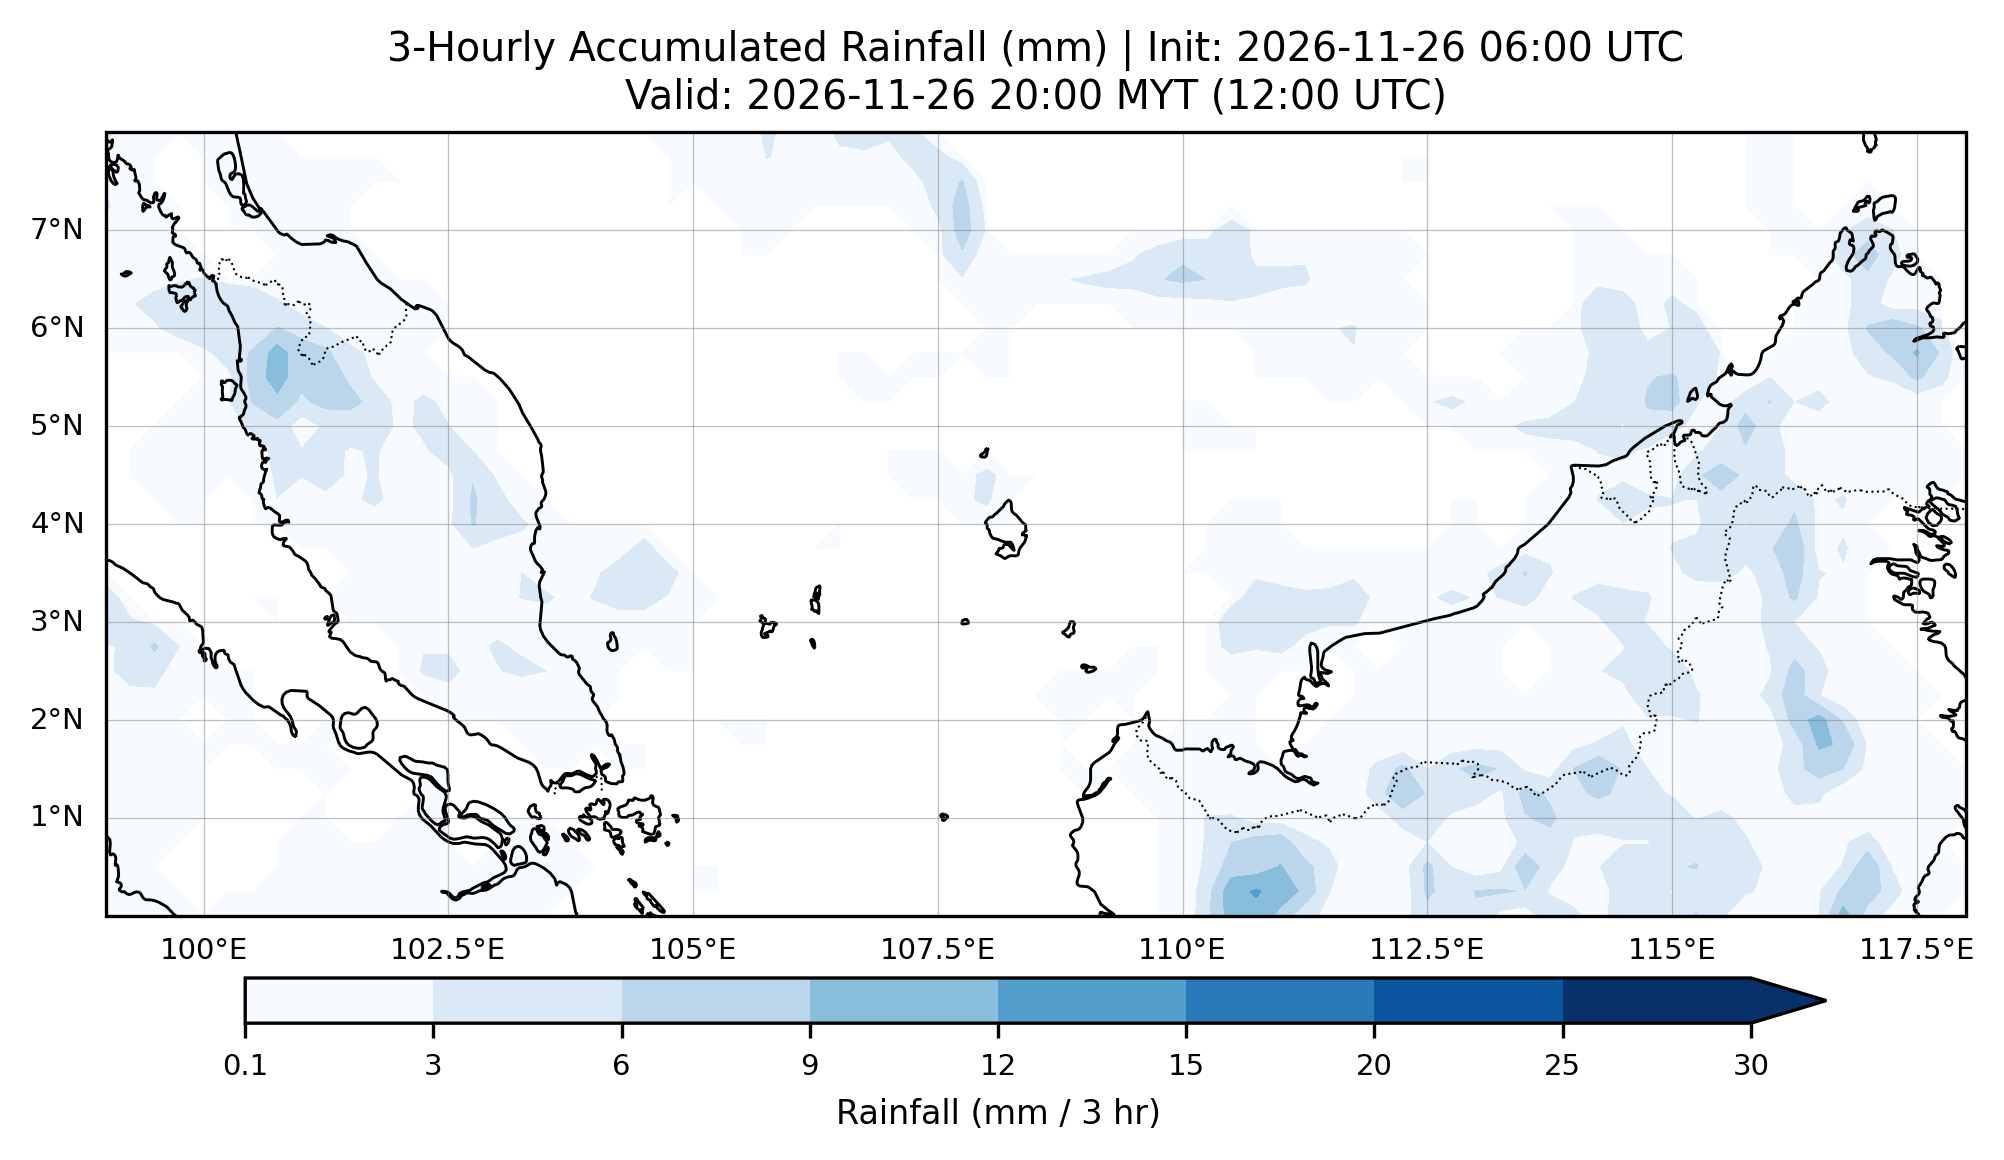 3-Hourly Accumulated Rainfall (mm) | Init: 2026-11-26 06:00 UTC
Valid: 2026-11-26 20:00 MYT (12:00 UTC)
7°N
6°N
5°N
4°N
3°N
2°N
1°N
100°E 102.5°E 105°E 107.5°E 110°E 112.5°E 115°E 117.5°E
0.1 3 6 9 12 15 20 25 30
Rainfall (mm / 3 hr)